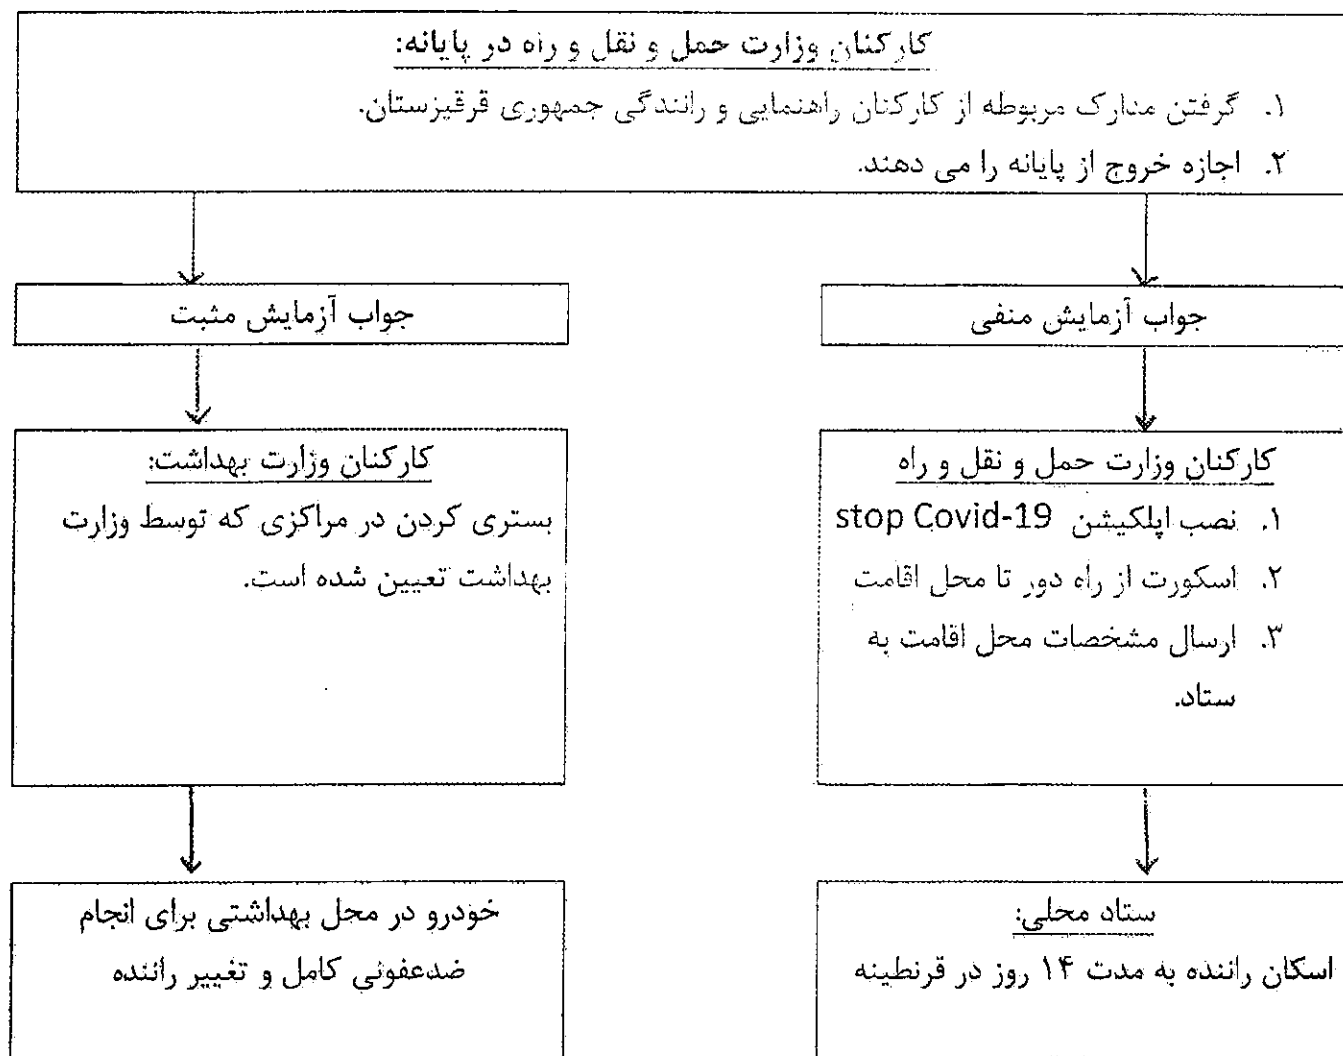 کارکنان وزارت حمل و نقل و راه در پایانه:
۱. گرفتن مدارک مربوطه از کارکنان راهنمایی و رانندگی جمهوری قرقیزستان.
۲. اجازه خروج از پایانه را می دهند.
جواب آزمایش منفی
جواب آزمایش مثبت
کارکنان وزارت حمل و نقل و راه
۱. نصب اپلکیشن stop Covid-19
۲. اسکورت از راه دور تا محل اقامت
۳. ارسال مشخصات محل اقامت به
ستاد.
کارکنان وزارت بهداشت:
بستری کردن در مراکزی که توسط وزارت
بهداشت تعیین شده است.
ستاد محلی:
اسکان راننده به مدت ۱۴ روز در قرنطینه
خودرو در محل بهداشتی برای انجام
ضدعفونی کامل و تغییر راننده